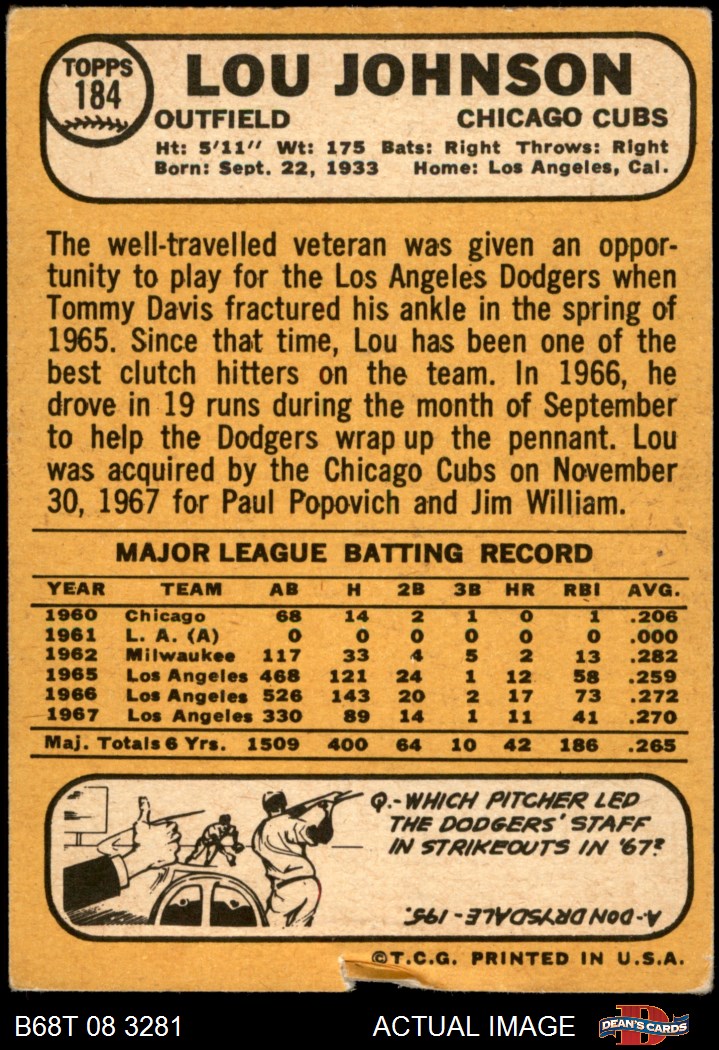 TOPPS
184
LOU JOHNSON
OUTFIELD CHICAGO CUBS
Ht: 5'11" Wt: 175 Bats: Right Throws: Right
Born: Sept. 22, 1933 Home: Los Angeles, Cal.
The well-travelled veteran was given an oppor-
tunity to play for the Los Angeles Dodgers when
Tommy Davis fractured his ankle in the spring of
1965. Since that time, Lou has been one of the
best clutch hitters on the team. In 1966, he
drove in 19 runs during the month of September
to help the Dodgers wrap up the pennant. Lou
was acquired by the Chicago Cubs on November
30, 1967 for Paul Popovich and Jim William.
MAJOR LEAGUE BATTING RECORD
YEAR TEAM AB H 2B 3B HR RBI AVG.
1960 Chicago 68 14 2 1 0 1 .206
1961 L. A. (A) 0 0 0 0 0 0 .000
1962 Milwaukee 117 33 4 5 2 13 .282
1965 Los Angeles 468 121 24 1 12 58 .259
1966 Los Angeles 526 143 20 2 17 73 .272
1967 Los Angeles 330 89 14 1 11 41 .270
Maj. Totals 6 Yrs. 1509 400 64 10 42 186 .265
Q.-WHICH PITCHER LED
THE DODGERS' STAFF
IN STRIKEOUTS IN '67?
A-DON DRYSDALE-196.
©T.C.G. PRINTED IN U.S.A.
B68T 08 3281 ACTUAL IMAGE
DEAN'S CARDS